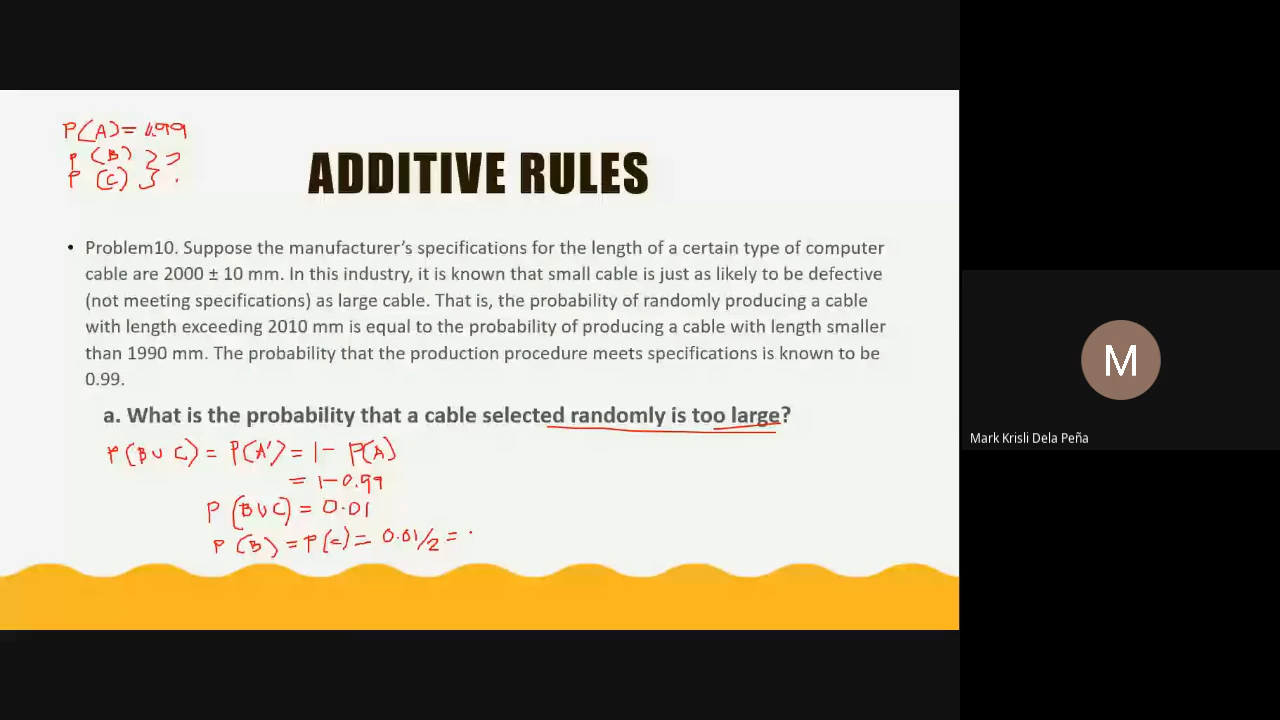 P(A) = 0.99
P (B) } ?
P (C)
ADDITIVE RULES
• Problem10. Suppose the manufacturer’s specifications for the length of a certain type of computer
cable are 2000 ± 10 mm. In this industry, it is known that small cable is just as likely to be defective
(not meeting specifications) as large cable. That is, the probability of randomly producing a cable
with length exceeding 2010 mm is equal to the probability of producing a cable with length smaller
than 1990 mm. The probability that the production procedure meets specifications is known to be
0.99.
a. What is the probability that a cable selected randomly is too large?
P (B ∪ C) = P(A') = 1 - P(A)
= 1 - 0.99
P (B ∪ C) = 0.01
P (B) = P(C) = 0.01/2 = .
M
Mark Krisli Dela Peña